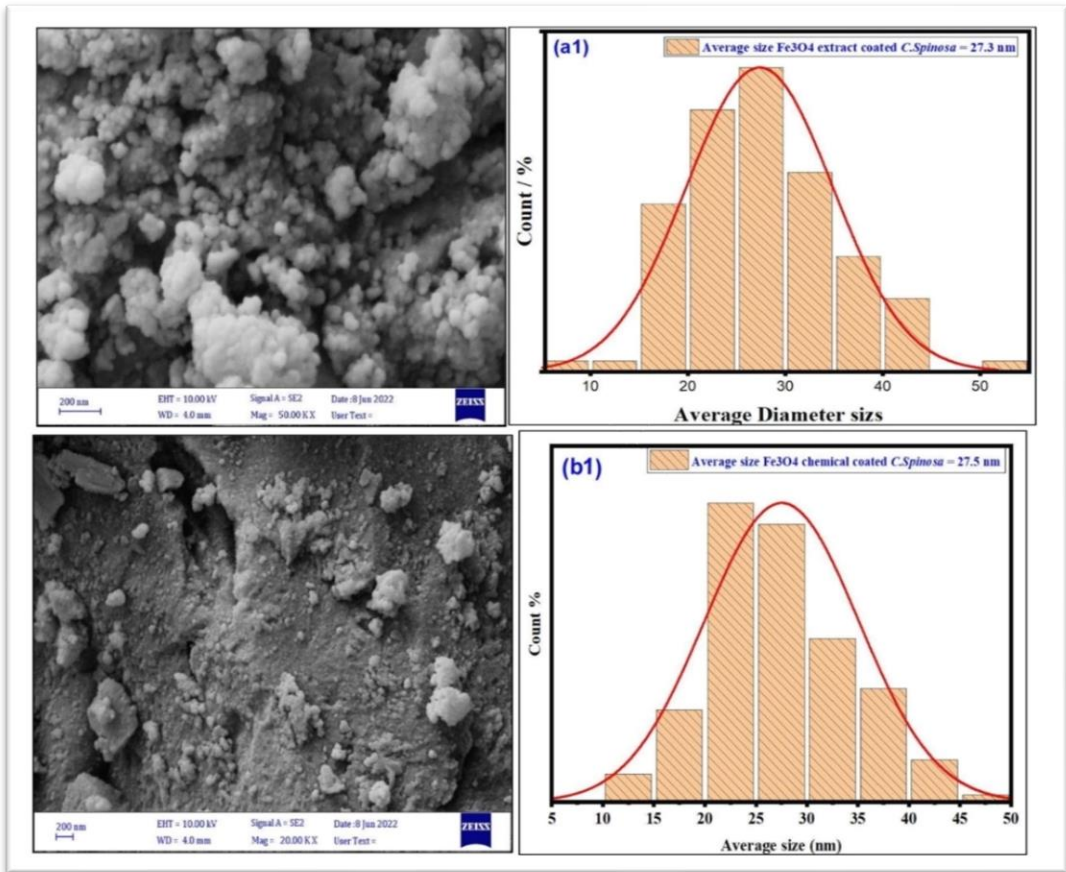 200 nm
EHT = 10.00 kV Signal A = SE2 Date :8 Jun 2022
WD = 4.0 mm Mag = 50.00 K X User Text =
ZEISS
(a1)
Average size Fe3O4 extract coated C.Spinosa = 27.3 nm
Count / %
10 20 30 40 50
Average Diameter sizs
200 nm
EHT = 10.00 kV Signal A = SE2 Date :8 Jun 2022
WD = 4.0 mm Mag = 20.00 K X User Text =
ZEISS
(b1)
Average size Fe3O4 chemical coated C.Spinosa = 27.5 nm
Count %
5 10 15 20 25 30 35 40 45 50
Average size (nm)